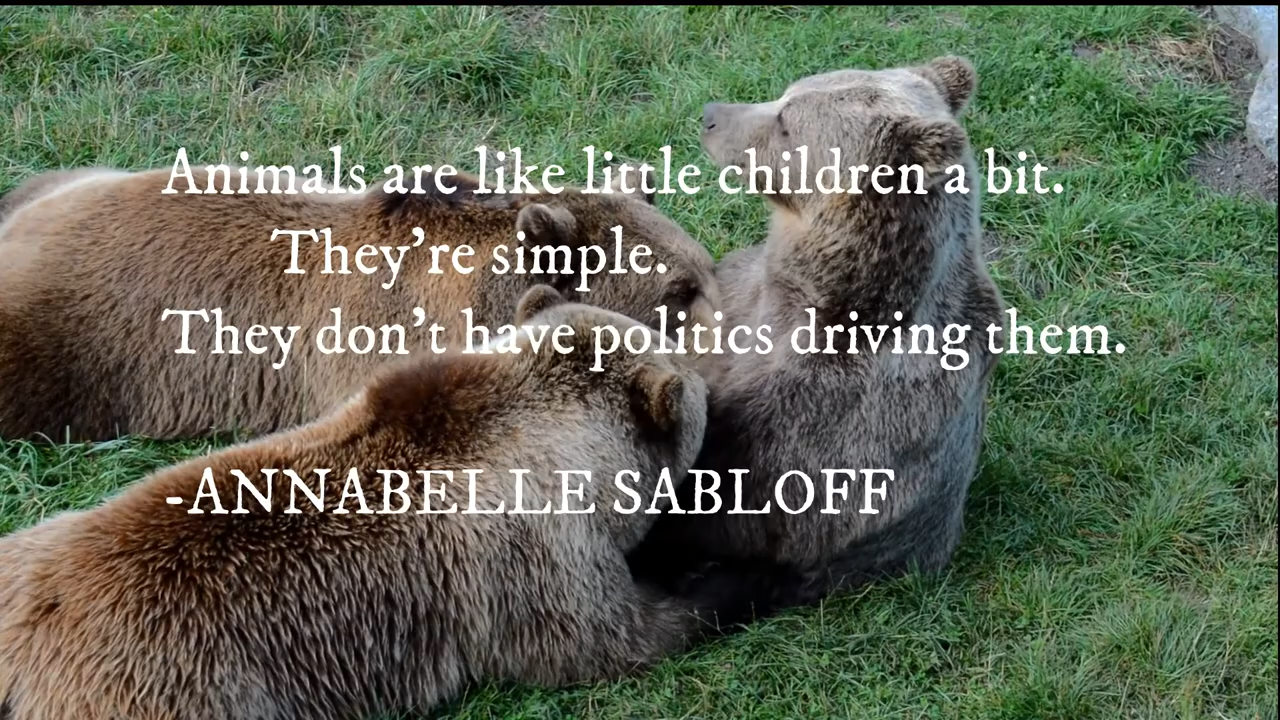 Animals are like little children a bit.
They’re simple.
They don’t have politics driving them.
-ANNABELLE SABLOFF